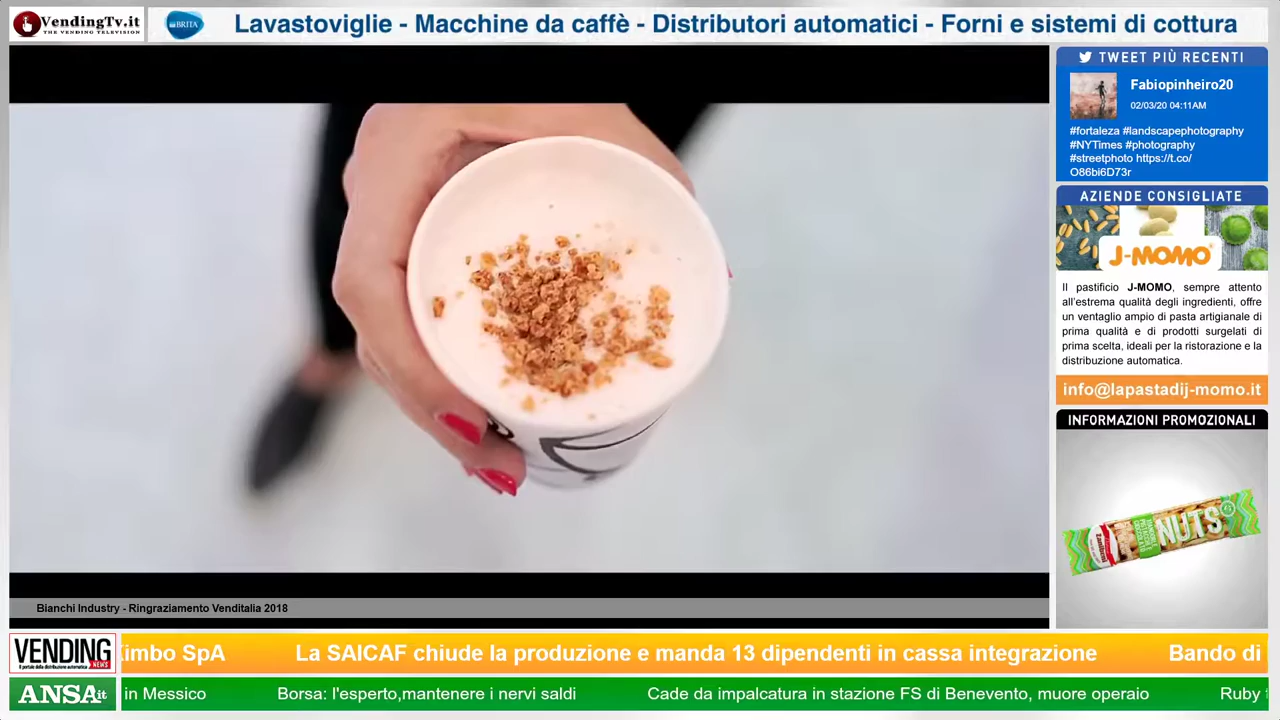 VendingTv.it
THE VENDING TELEVISION
BRITA
Lavastoviglie - Macchine da caffè - Distributori automatici - Forni e sistemi di cottura
TWEET PIÙ RECENTI
Fabiopinheiro20
02/03/20 04:11AM
#fortaleza #landscapephotography
#NYTimes #photography
#streetphoto https://t.co/
O86bi6D73r
AZIENDE CONSIGLIATE
J-MOMO
Il pastificio J-MOMO, sempre attento
all'estrema qualità degli ingredienti, offre
un ventaglio ampio di pasta artigianale di
prima qualità e di prodotti surgelati di
prima scelta, ideali per la ristorazione e la
distribuzione automatica.
info@lapastadij-momo.it
INFORMAZIONI PROMOZIONALI
NUTS
Bianchi Industry - Ringraziamento Venditalia 2018
VENDING
NEWS
Il portale della distribuzione automatica
Kimbo SpA La SAICAF chiude la produzione e manda 13 dipendenti in cassa integrazione Bando di
ANSA.it
in Messico Borsa: l'esperto,mantenere i nervi saldi Cade da impalcatura in stazione FS di Benevento, muore operaio Ruby